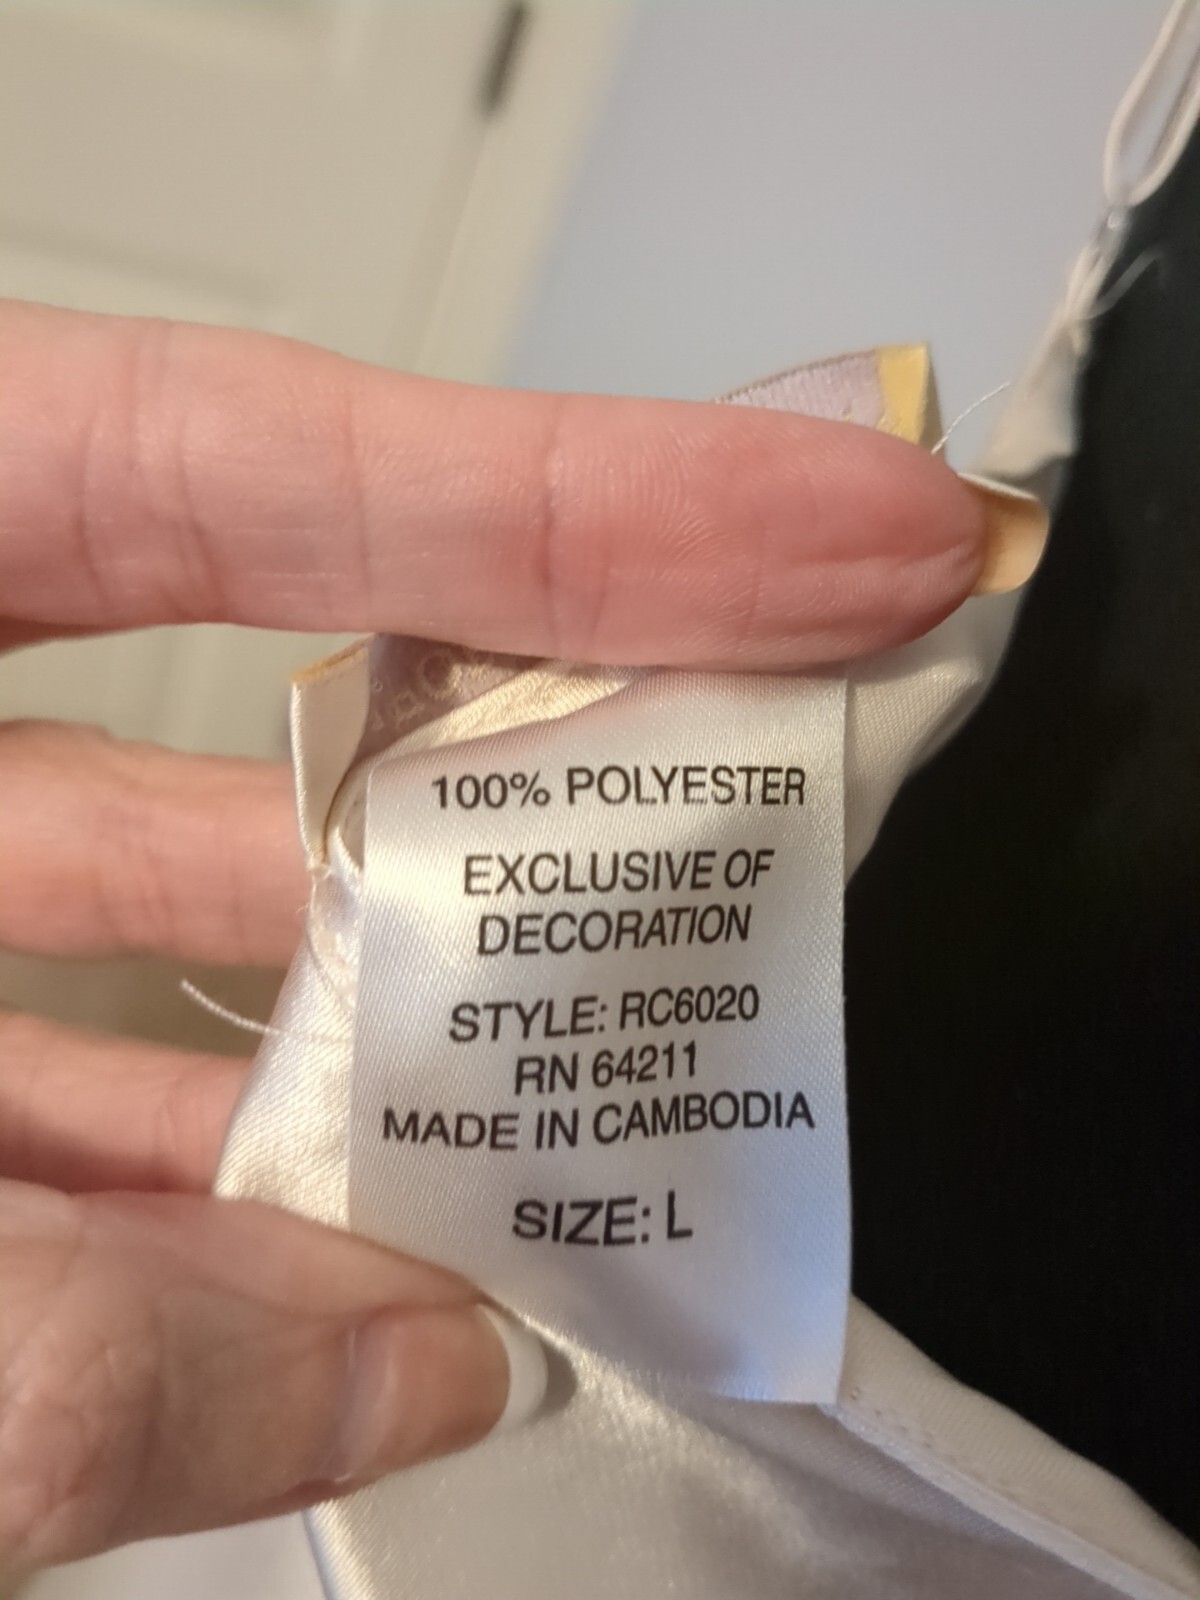 100% POLYESTER
EXCLUSIVE OF
DECORATION
STYLE: RC6020
RN 64211
MADE IN CAMBODIA
SIZE: L